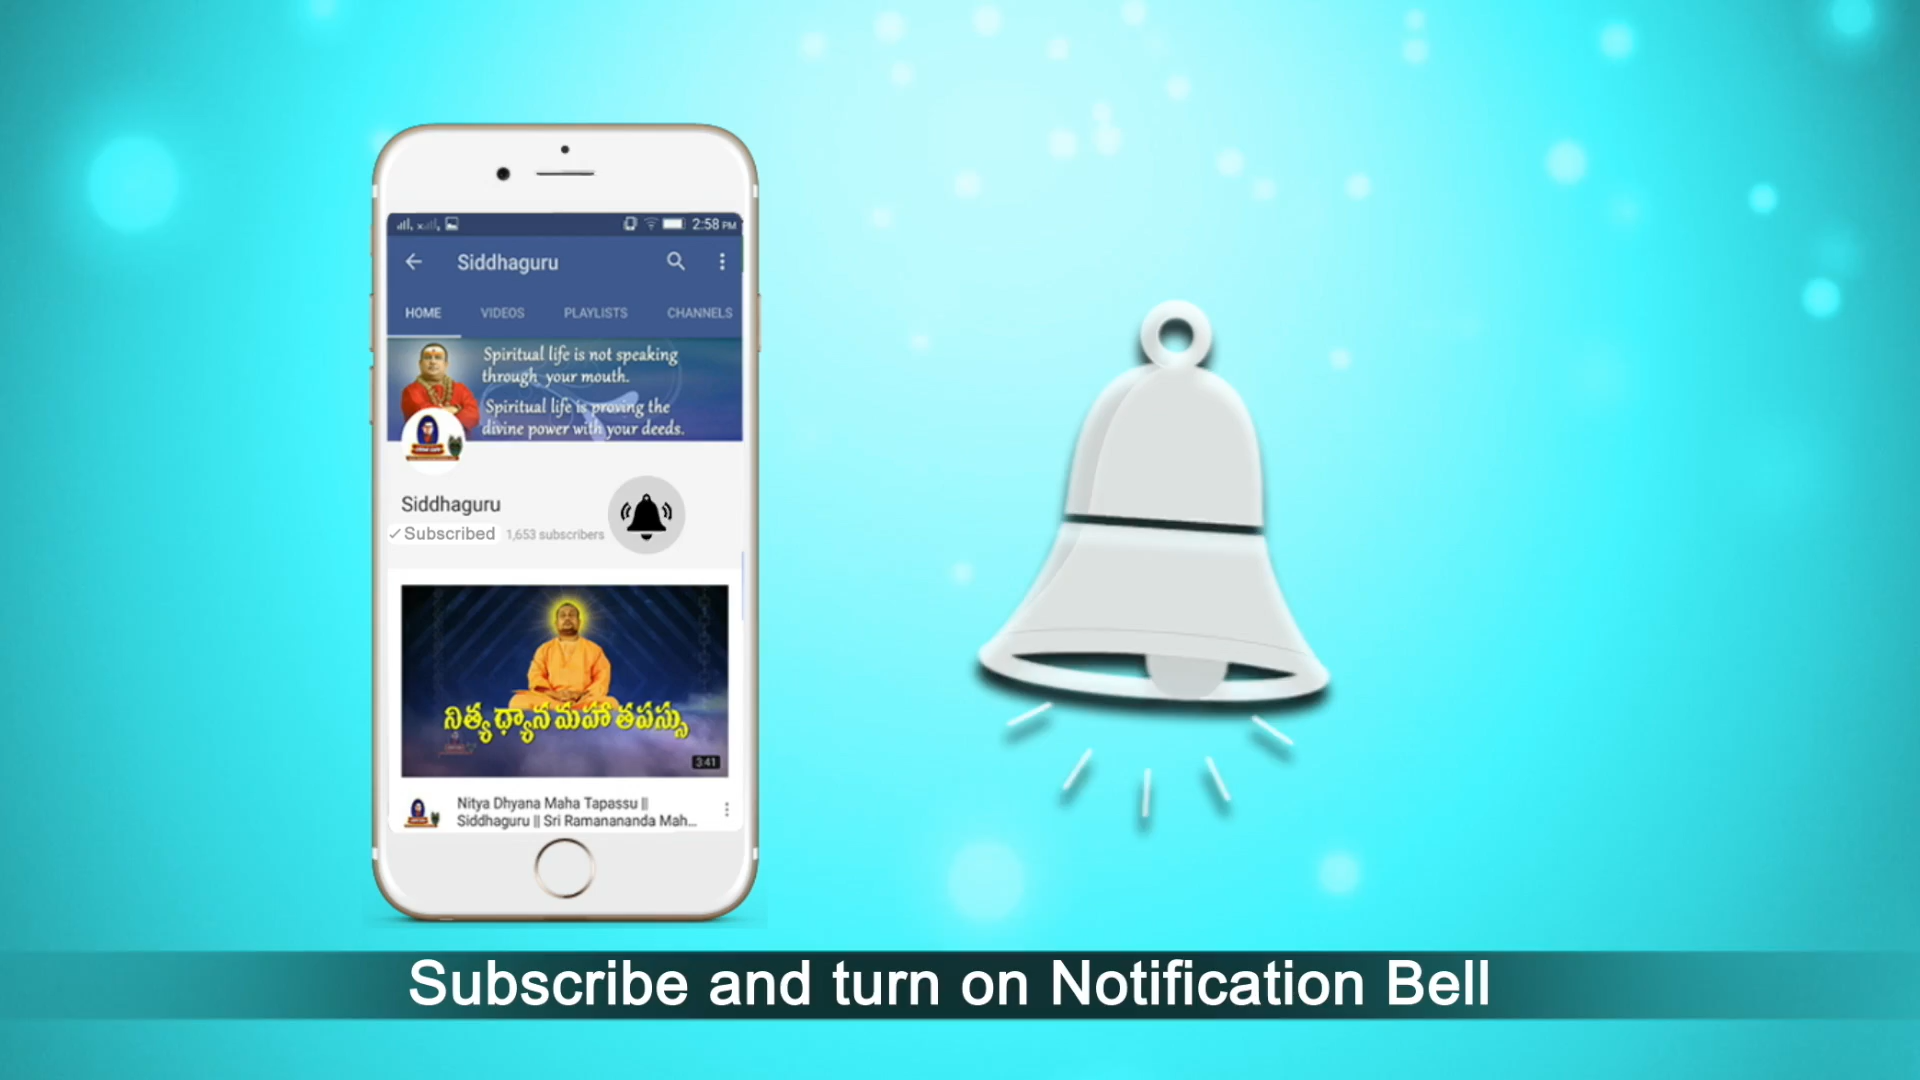 2:58 PM
Siddhaguru
HOME VIDEOS PLAYLISTS CHANNELS
Spiritual life is not speaking
through your mouth.
Spiritual life is proving the
divine power with your deeds.
Siddhaguru
Subscribed 1,653 subscribers
నిత్య ధ్యాన మహా తపస్సు
3:41
Nitya Dhyana Maha Tapassu ||
Siddhaguru || Sri Ramanananda Mah...
Subscribe and turn on Notification Bell